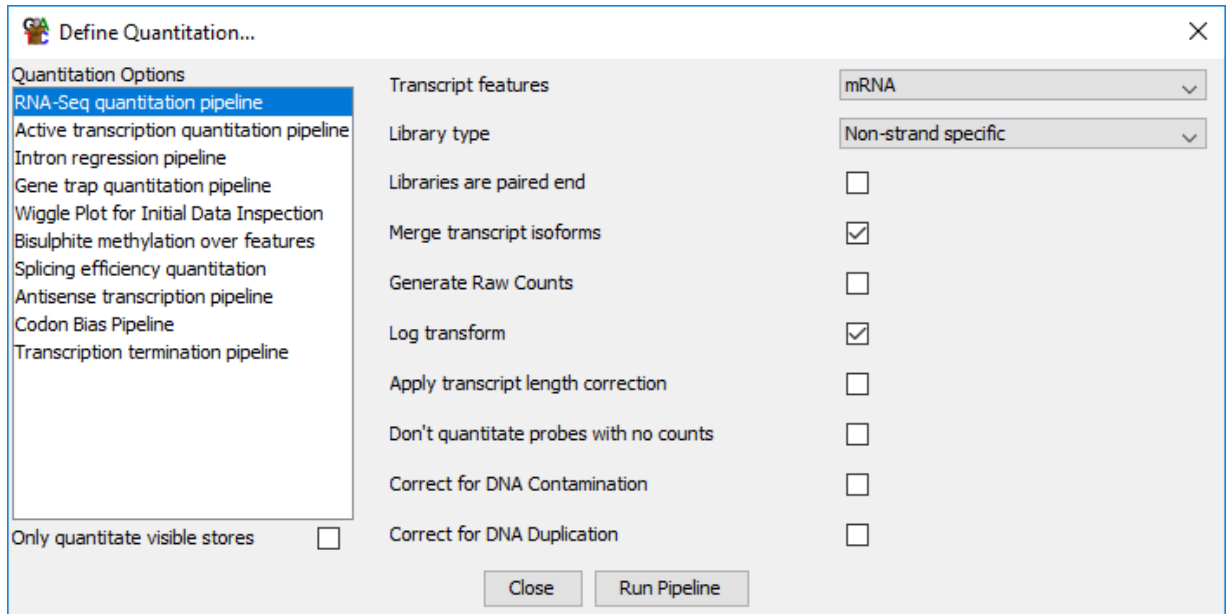 Define Quantitation...
Quantitation Options
RNA-Seq quantitation pipeline
Active transcription quantitation pipeline
Intron regression pipeline
Gene trap quantitation pipeline
Wiggle Plot for Initial Data Inspection
Bisulphite methylation over features
Splicing efficiency quantitation
Antisense transcription pipeline
Codon Bias Pipeline
Transcription termination pipeline
Only quantitate visible stores
Transcript features mRNA
Library type Non-strand specific
Libraries are paired end
Merge transcript isoforms
Generate Raw Counts
Log transform
Apply transcript length correction
Don't quantitate probes with no counts
Correct for DNA Contamination
Correct for DNA Duplication
Close Run Pipeline